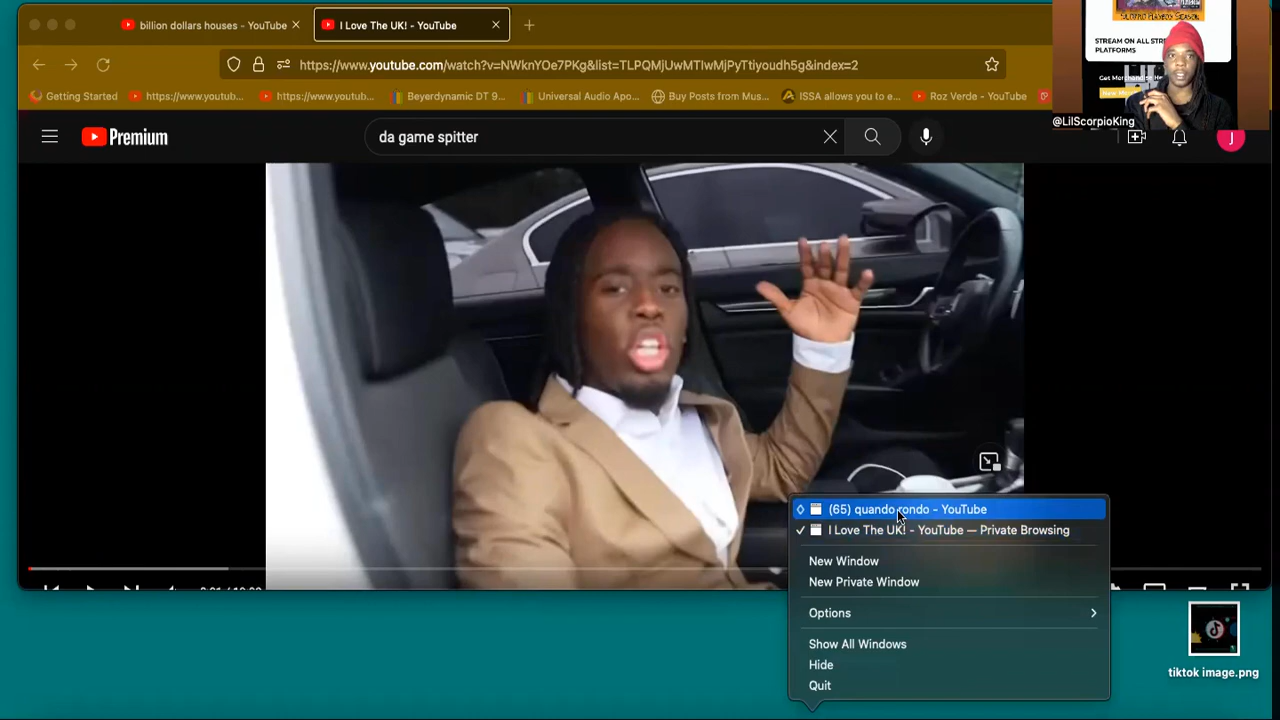 billion dollars houses - YouTube
I Love The UK! - YouTube
https://www.youtube.com/watch?v=NWknYOe7PKg&list=TLPQMjUwMTIwMjPyTtiyoudh5g&index=2
Getting Started
https://www.youtub...
https://www.youtub...
Beyerdynamic DT 9...
Universal Audio Apo...
Buy Posts from Mus...
ISSA allows you to e...
Roz Verde - YouTube
STREAM ON ALL
PLATFORMS
@LilScorpioKing
Premium
da game spitter
J
(65) quando rondo - YouTube
I Love The UK! - YouTube — Private Browsing
New Window
New Private Window
Options
Show All Windows
Hide
Quit
tiktok image.png